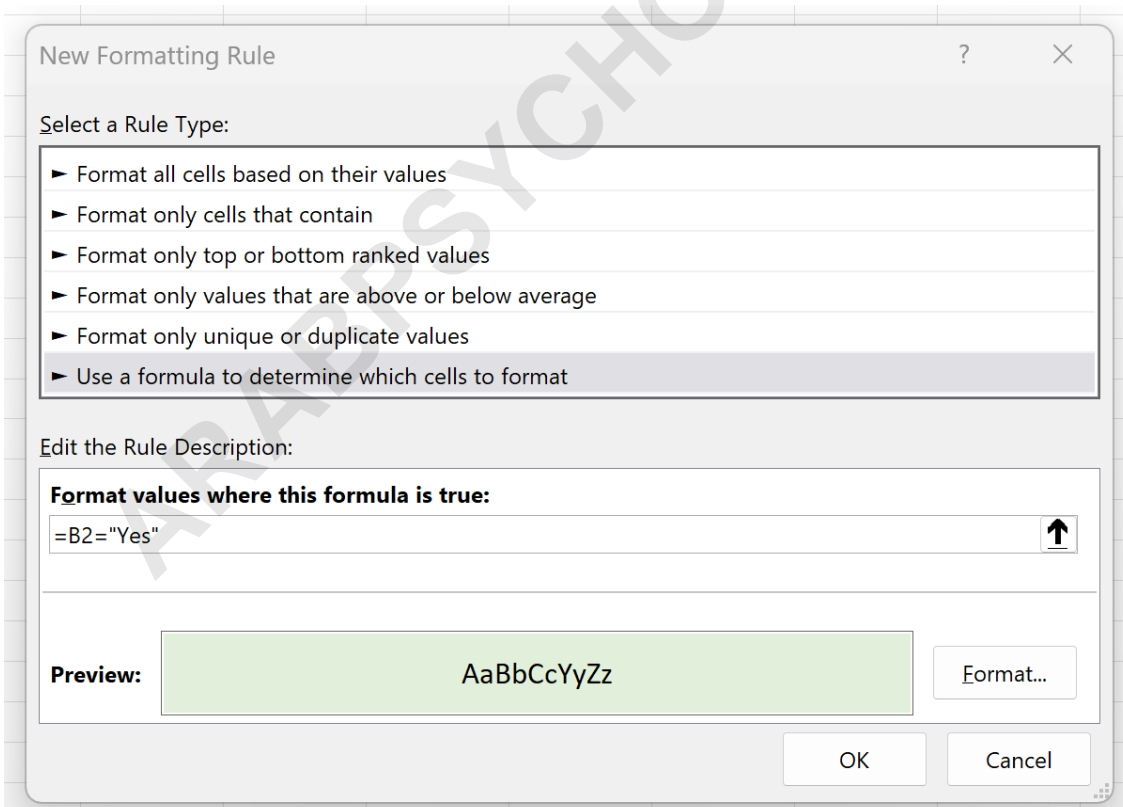 New Formatting Rule
?
Select a Rule Type:
► Format all cells based on their values
► Format only cells that contain
► Format only top or bottom ranked values
► Format only values that are above or below average
► Format only unique or duplicate values
► Use a formula to determine which cells to format
Edit the Rule Description:
Format values where this formula is true:
=B2="Yes"
Preview:
AaBbCcYyZz
Format...
OK
Cancel
ARABPSYCHO